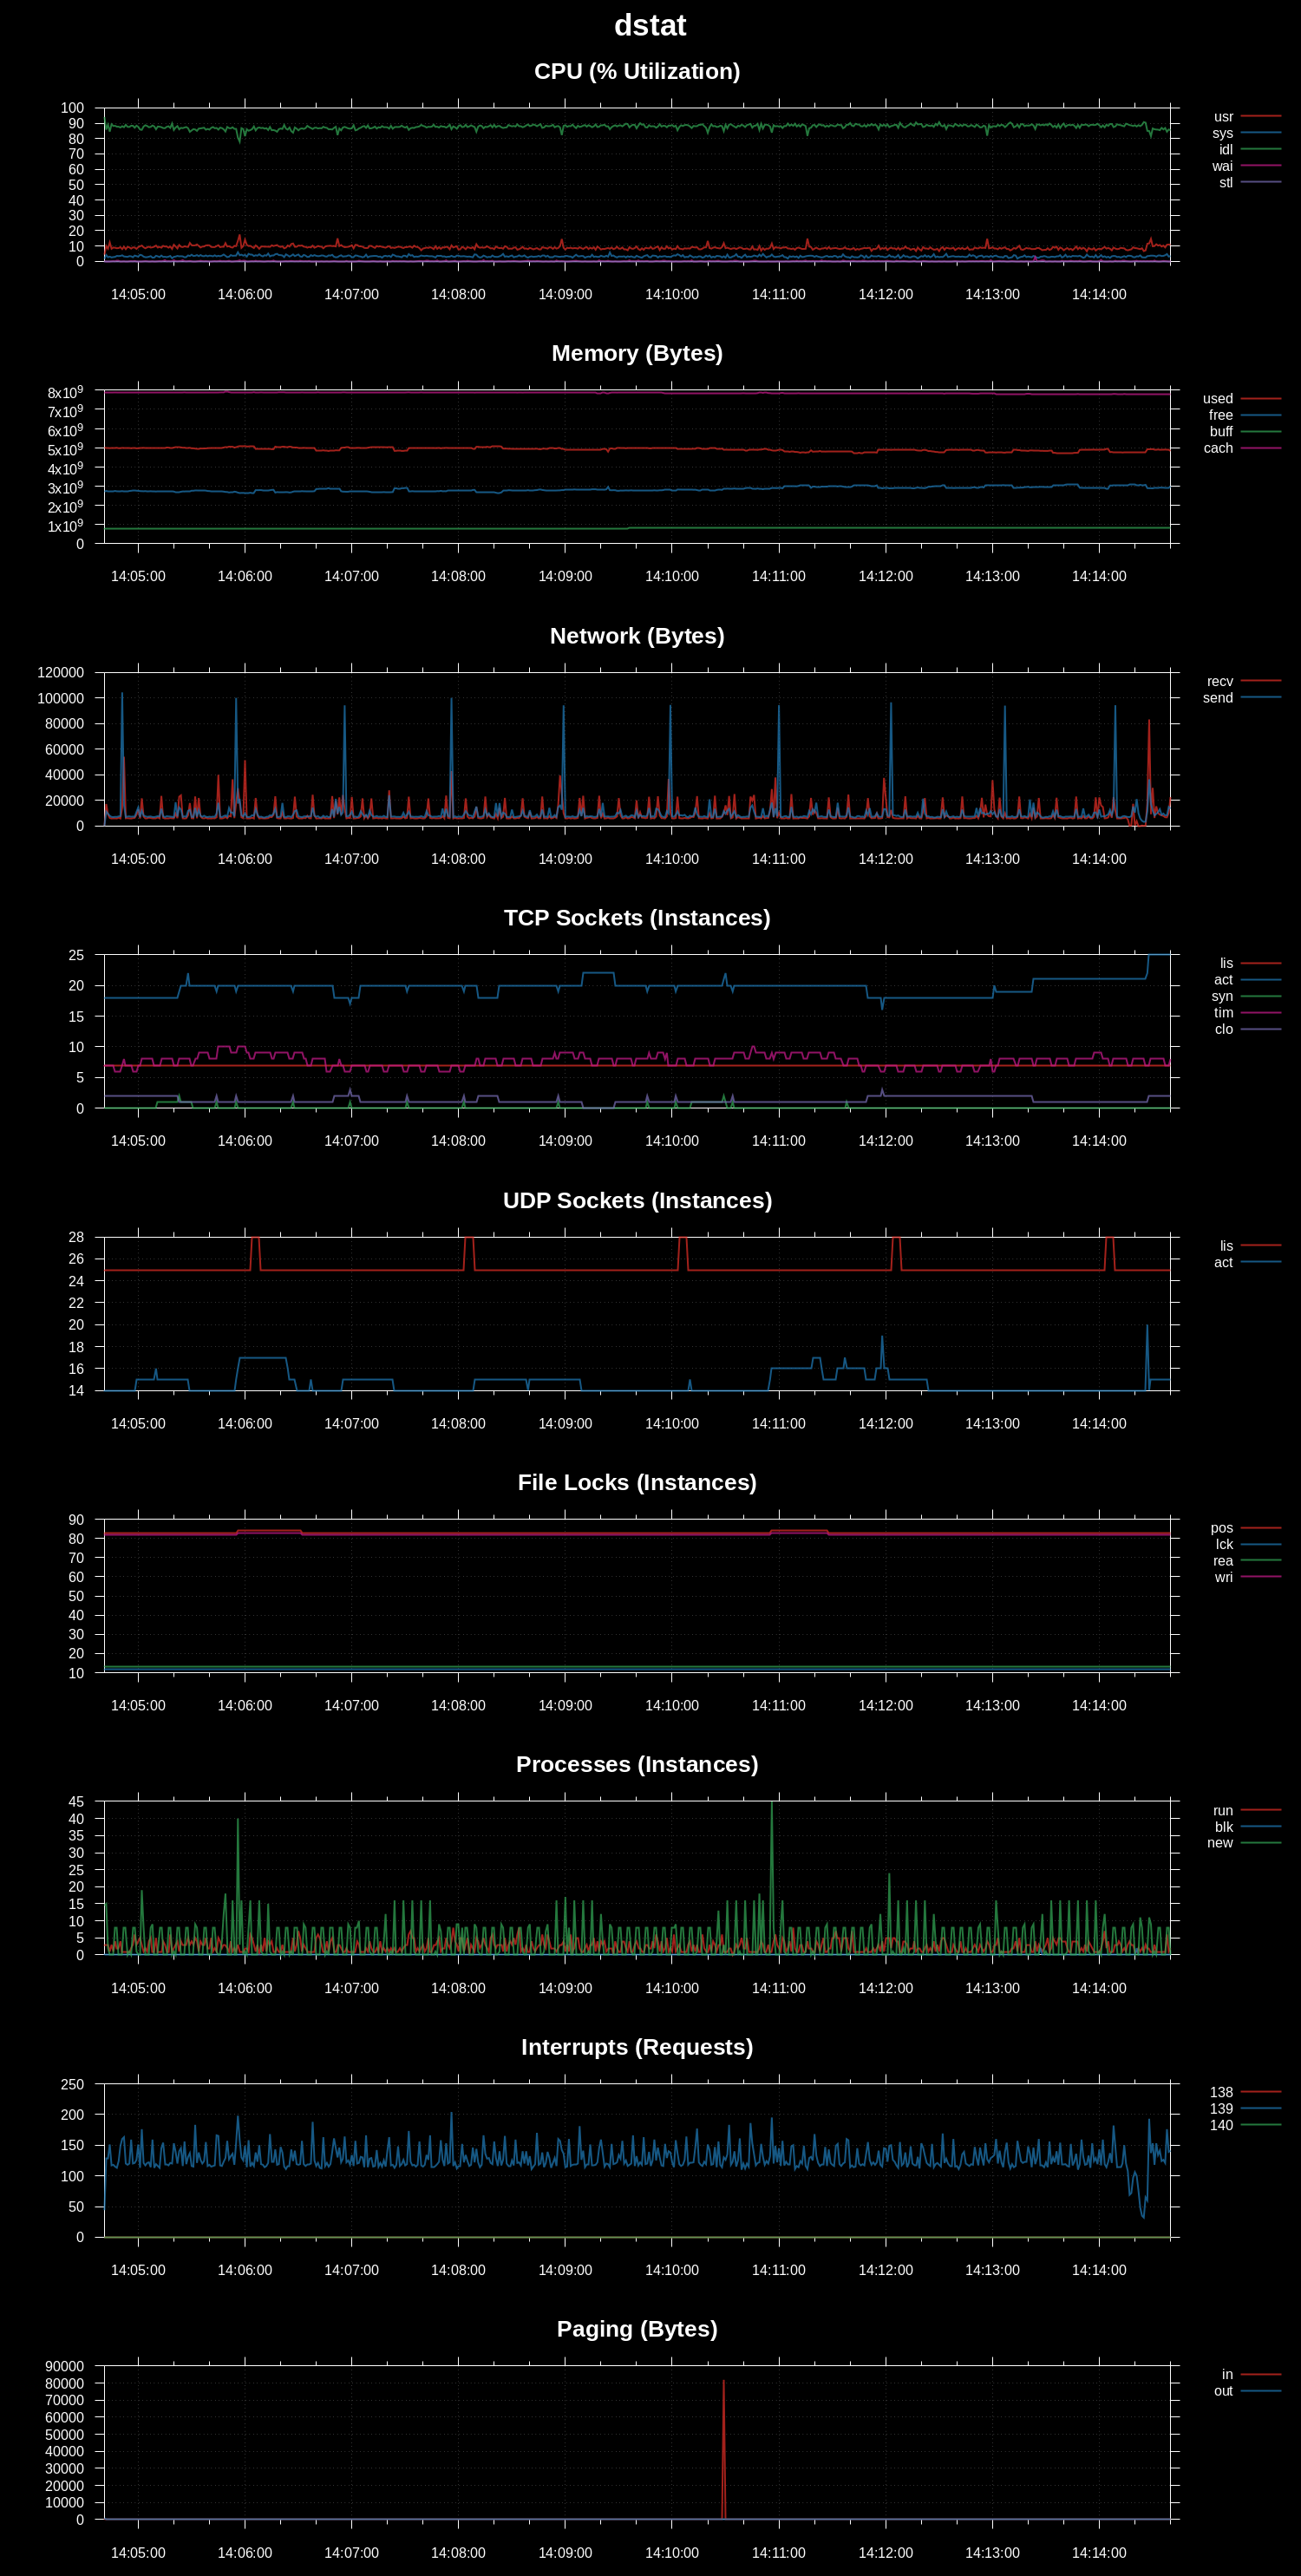 dstat
CPU (% Utilization)
100
90
80
70
60
50
40
30
20
10
0
usr
sys
idl
wai
stl
14:05:00 14:06:00 14:07:00 14:08:00 14:09:00 14:10:00 14:11:00 14:12:00 14:13:00 14:14:00
Memory (Bytes)
8x10⁹
7x10⁹
6x10⁹
5x10⁹
4x10⁹
3x10⁹
2x10⁹
1x10⁹
0
used
free
buff
cach
14:05:00 14:06:00 14:07:00 14:08:00 14:09:00 14:10:00 14:11:00 14:12:00 14:13:00 14:14:00
Network (Bytes)
120000
100000
80000
60000
40000
20000
0
recv
send
14:05:00 14:06:00 14:07:00 14:08:00 14:09:00 14:10:00 14:11:00 14:12:00 14:13:00 14:14:00
TCP Sockets (Instances)
25
20
15
10
5
0
lis
act
syn
tim
clo
14:05:00 14:06:00 14:07:00 14:08:00 14:09:00 14:10:00 14:11:00 14:12:00 14:13:00 14:14:00
UDP Sockets (Instances)
28
26
24
22
20
18
16
14
lis
act
14:05:00 14:06:00 14:07:00 14:08:00 14:09:00 14:10:00 14:11:00 14:12:00 14:13:00 14:14:00
File Locks (Instances)
90
80
70
60
50
40
30
20
10
pos
lck
rea
wri
14:05:00 14:06:00 14:07:00 14:08:00 14:09:00 14:10:00 14:11:00 14:12:00 14:13:00 14:14:00
Processes (Instances)
45
40
35
30
25
20
15
10
5
0
run
blk
new
14:05:00 14:06:00 14:07:00 14:08:00 14:09:00 14:10:00 14:11:00 14:12:00 14:13:00 14:14:00
Interrupts (Requests)
250
200
150
100
50
0
138
139
140
14:05:00 14:06:00 14:07:00 14:08:00 14:09:00 14:10:00 14:11:00 14:12:00 14:13:00 14:14:00
Paging (Bytes)
90000
80000
70000
60000
50000
40000
30000
20000
10000
0
in
out
14:05:00 14:06:00 14:07:00 14:08:00 14:09:00 14:10:00 14:11:00 14:12:00 14:13:00 14:14:00